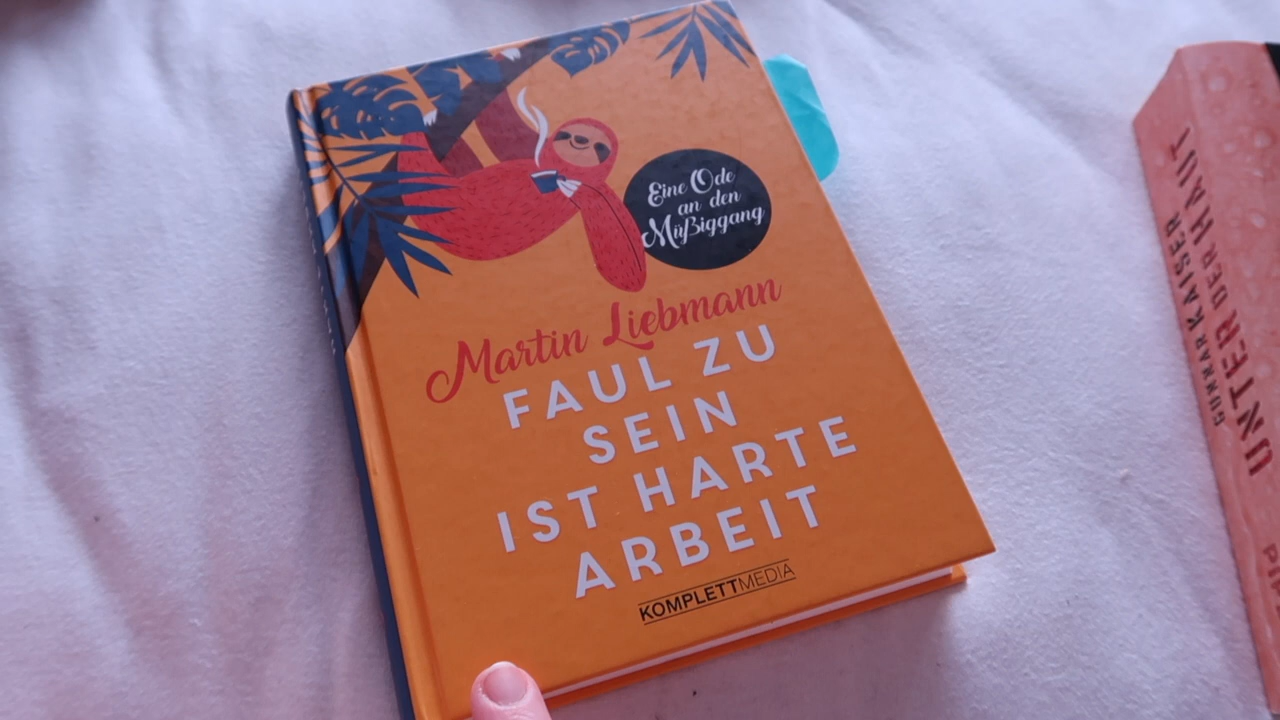 Eine Ode
an den
Müßiggang
Martin Liebmann
FAUL ZU
SEIN
IST HARTE
ARBEIT
KOMPLETTMEDIA
GUNNAR KAISER
UNTER DER HAUT